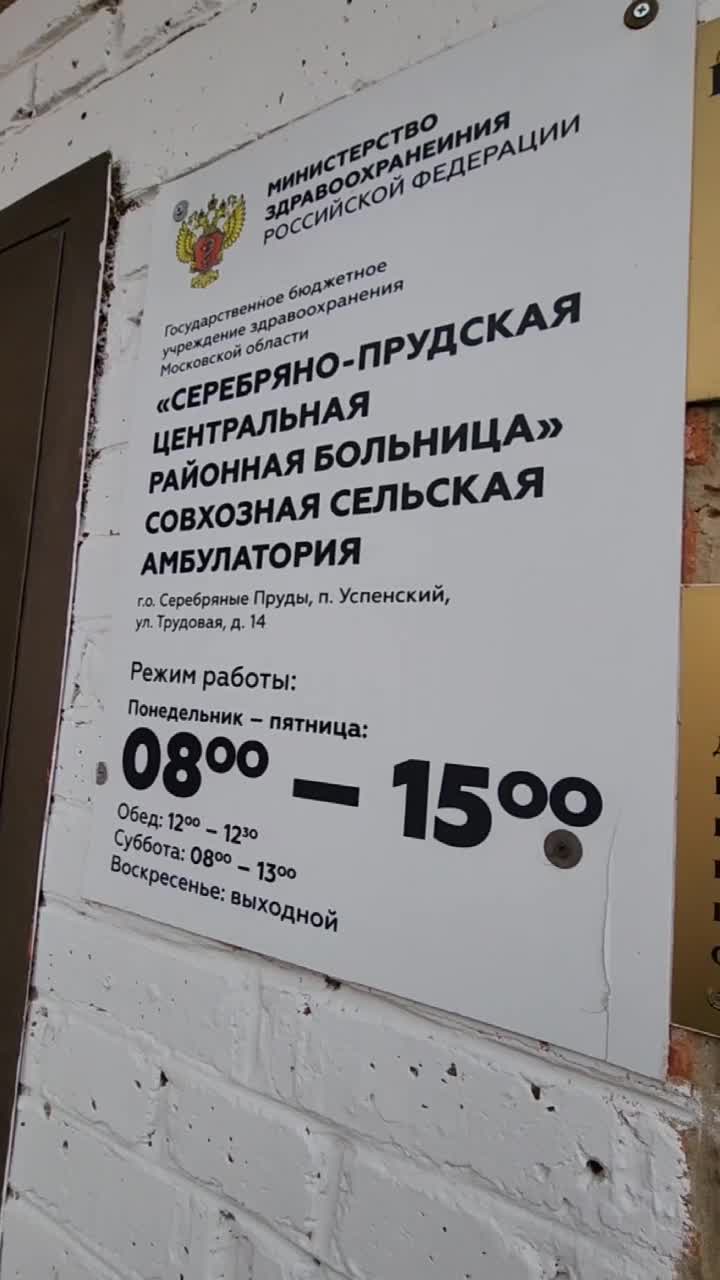 МИНИСТЕРСТВО
ЗДРАВООХРАНЕИНИЯ
РОССИЙСКОЙ ФЕДЕРАЦИИ
Государственное бюджетное
учреждение здравоохранения
Московской области
«СЕРЕБРЯНО-ПРУДСКАЯ
ЦЕНТРАЛЬНАЯ
РАЙОННАЯ БОЛЬНИЦА»
СОВХОЗНАЯ СЕЛЬСКАЯ
АМБУЛАТОРИЯ
г.о. Серебряные Пруды, п. Успенский,
ул. Трудовая, д. 14
Режим работы:
Понедельник – пятница:
08⁰⁰ – 15⁰⁰
Обед: 12⁰⁰ – 12³⁰
Суббота: 08⁰⁰ – 13⁰⁰
Воскресенье: выходной